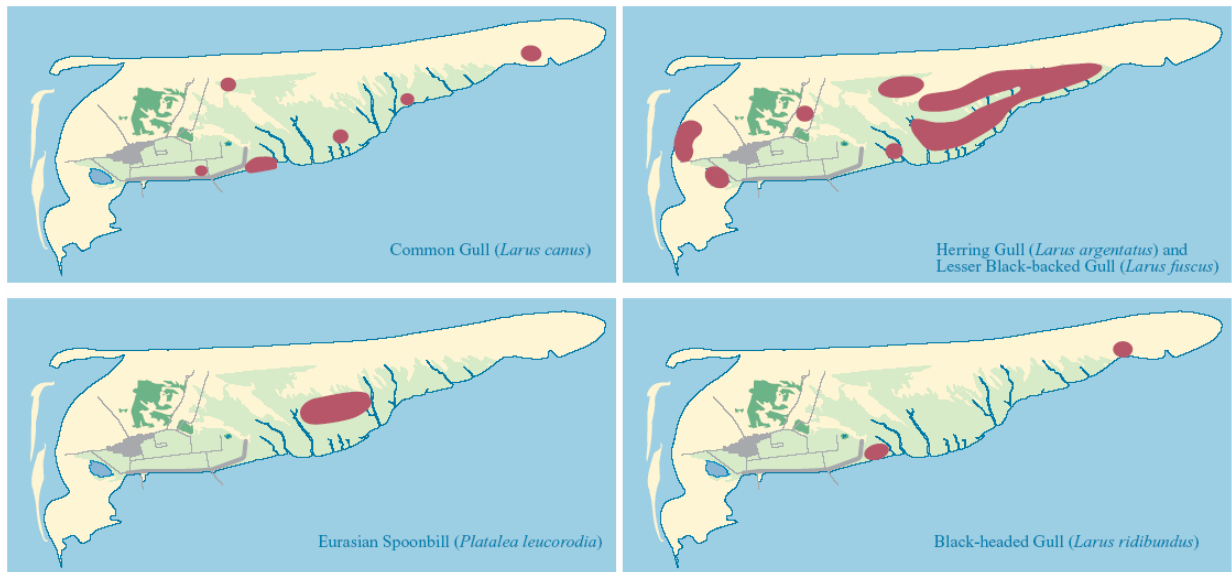 Common Gull (Larus canus)
Herring Gull (Larus argentatus) and
Lesser Black-backed Gull (Larus fuscus)
Eurasian Spoonbill (Platalea leucorodia)
Black-headed Gull (Larus ridibundus)